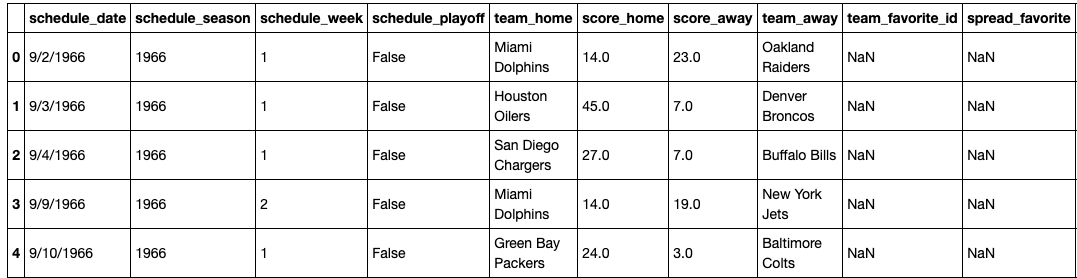 schedule_date schedule_season schedule_week schedule_playoff team_home score_home score_away team_away team_favorite_id spread_favorite
0 9/2/1966 1966 1 False Miami Dolphins 14.0 23.0 Oakland Raiders NaN NaN
1 9/3/1966 1966 1 False Houston Oilers 45.0 7.0 Denver Broncos NaN NaN
2 9/4/1966 1966 1 False San Diego Chargers 27.0 7.0 Buffalo Bills NaN NaN
3 9/9/1966 1966 2 False Miami Dolphins 14.0 19.0 New York Jets NaN NaN
4 9/10/1966 1966 1 False Green Bay Packers 24.0 3.0 Baltimore Colts NaN NaN